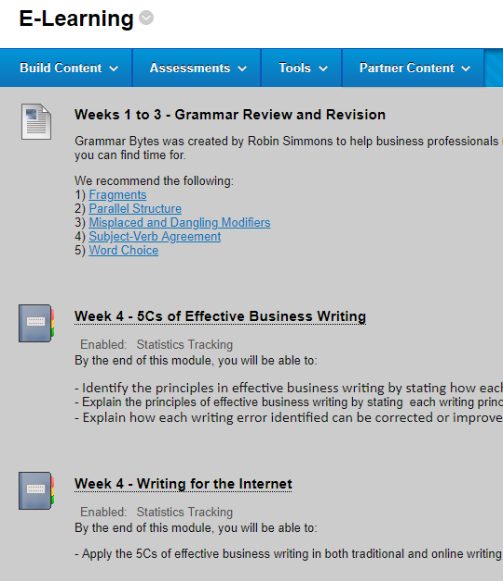 E-Learning
Build Content Assessments Tools Partner Content
Weeks 1 to 3 - Grammar Review and Revision
Grammar Bytes was created by Robin Simmons to help business professionals
you can find time for.
We recommend the following:
1) Fragments
2) Parallel Structure
3) Misplaced and Dangling Modifiers
4) Subject-Verb Agreement
5) Word Choice
Week 4 - 5Cs of Effective Business Writing
Enabled: Statistics Tracking
By the end of this module, you will be able to:
- Identify the principles in effective business writing by stating how each
- Explain the principles of effective business writing by stating each writing princ
- Explain how each writing error identified can be corrected or improve
Week 4 - Writing for the Internet
Enabled: Statistics Tracking
By the end of this module, you will be able to:
- Apply the 5Cs of effective business writing in both traditional and online writing